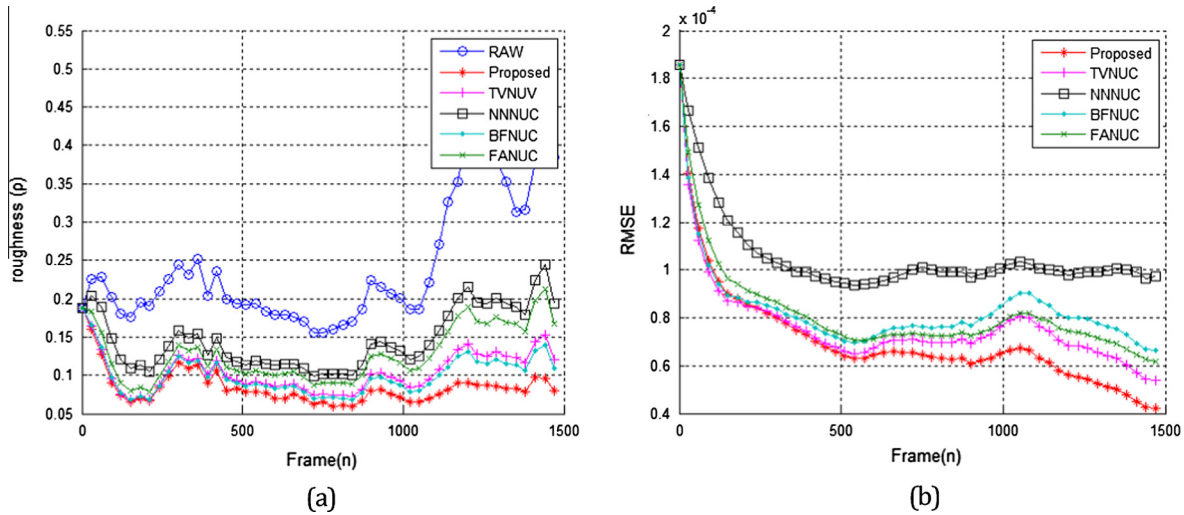 0.55
0.5
0.45
0.4
0.35
0.3
0.25
0.2
0.15
0.1
0.05
roughness (ρ)
0
500
1000
1500
Frame(n)
RAW
Proposed
TVNUV
NNNUC
BFNUC
FANUC
(a)
x 10⁻⁴
2
1.8
1.6
1.4
1.2
1
0.8
0.6
0.4
RMSE
0
500
1000
1500
Frame(n)
Proposed
TVNUC
NNNUC
BFNUC
FANUC
(b)